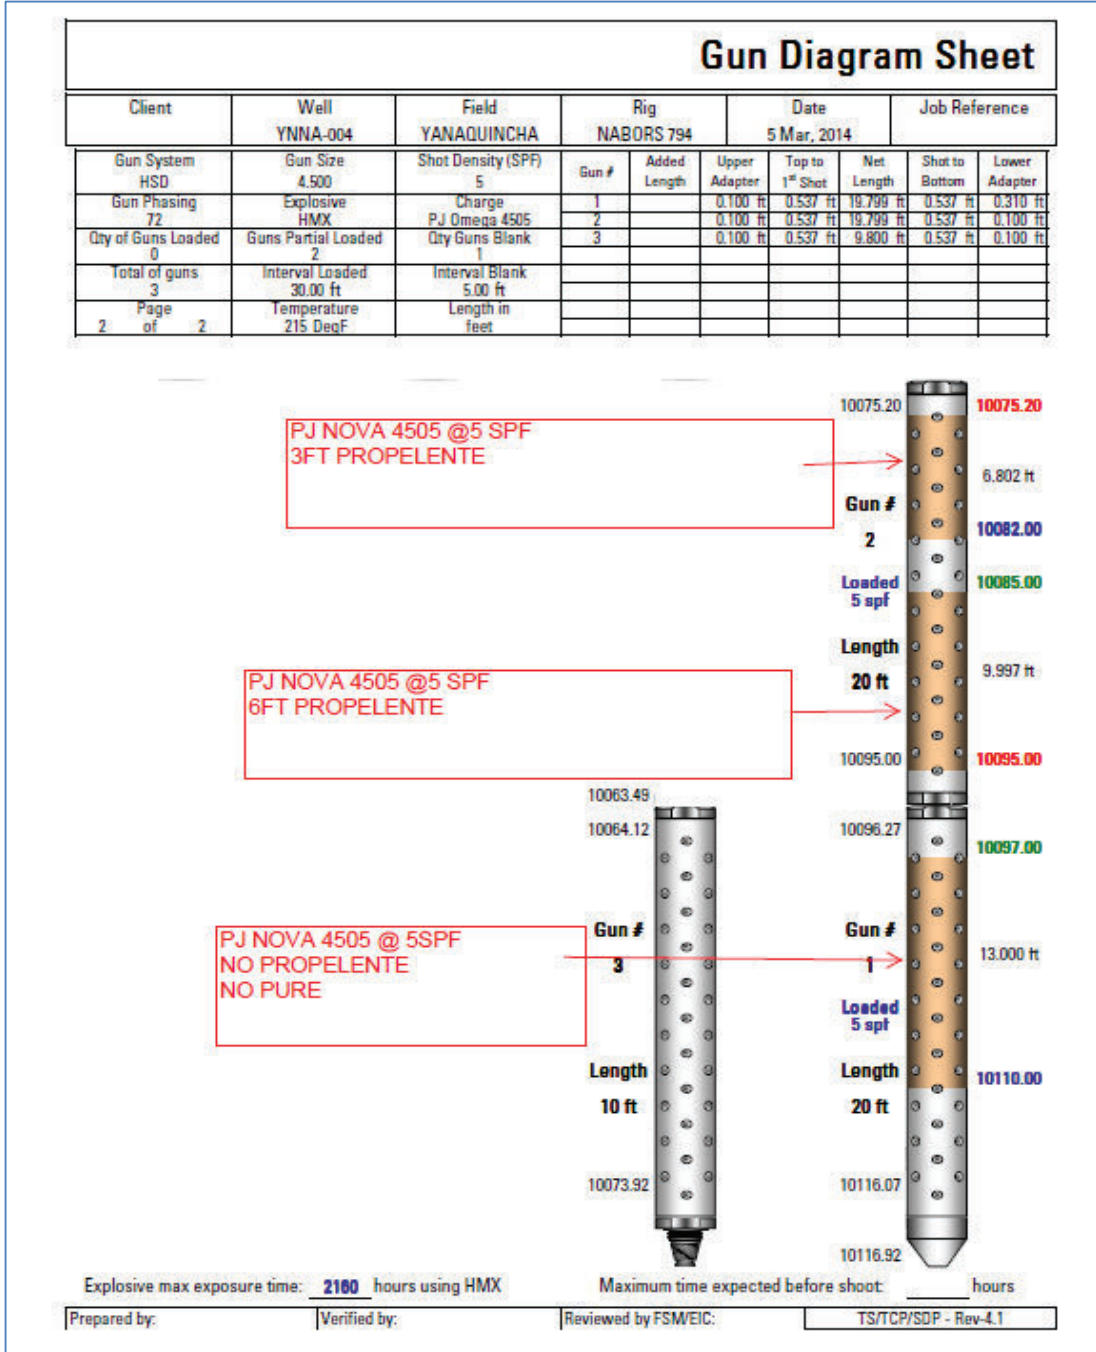 Gun Diagram Sheet
Client Well Field Rig Date Job Reference
YNNA-004 YANAQUINCHA NABORS 794 5 Mar, 2014
Gun System Gun Size Shot Density (SPF) Gun # Added Length Upper Adapter Top to 1st Shot Net Length Shot to Bottom Lower Adapter
HSD 4.500 5
Gun Phasing Explosive Charge 1 0.100 ft 0.537 ft 19.799 ft 0.537 ft 0.310 ft
72 HMX PJ Omega 4505 2 0.100 ft 0.537 ft 19.799 ft 0.537 ft 0.100 ft
Qty of Guns Loaded Guns Partial Loaded Qty Guns Blank 3 0.100 ft 0.537 ft 9.800 ft 0.537 ft 0.100 ft
0 2 1
Total of guns Interval Loaded Interval Blank
3 30.00 ft 5.00 ft
Page Temperature Length in
2 of 2 215 DegF feet
10075.20 10075.20
PJ NOVA 4505 @5 SPF
3FT PROPELENTE
6.802 ft
Gun #
2
10082.00
Loaded
5 spf
10085.00
Length
20 ft
9.997 ft
PJ NOVA 4505 @5 SPF
6FT PROPELENTE
10095.00 10095.00
10063.49
10064.12 10096.27
10097.00
PJ NOVA 4505 @ 5SPF
NO PROPELENTE
NO PURE
Gun # Gun #
3 1
13.000 ft
Loaded
5 spf
Length Length
10 ft 20 ft
10110.00
10073.92 10116.07
10116.92
Explosive max exposure time: 2160 hours using HMX Maximum time expected before shoot: hours
Prepared by: Verified by: Reviewed by FSM/EIC: TS/TCP/SDP - Rev-4.1